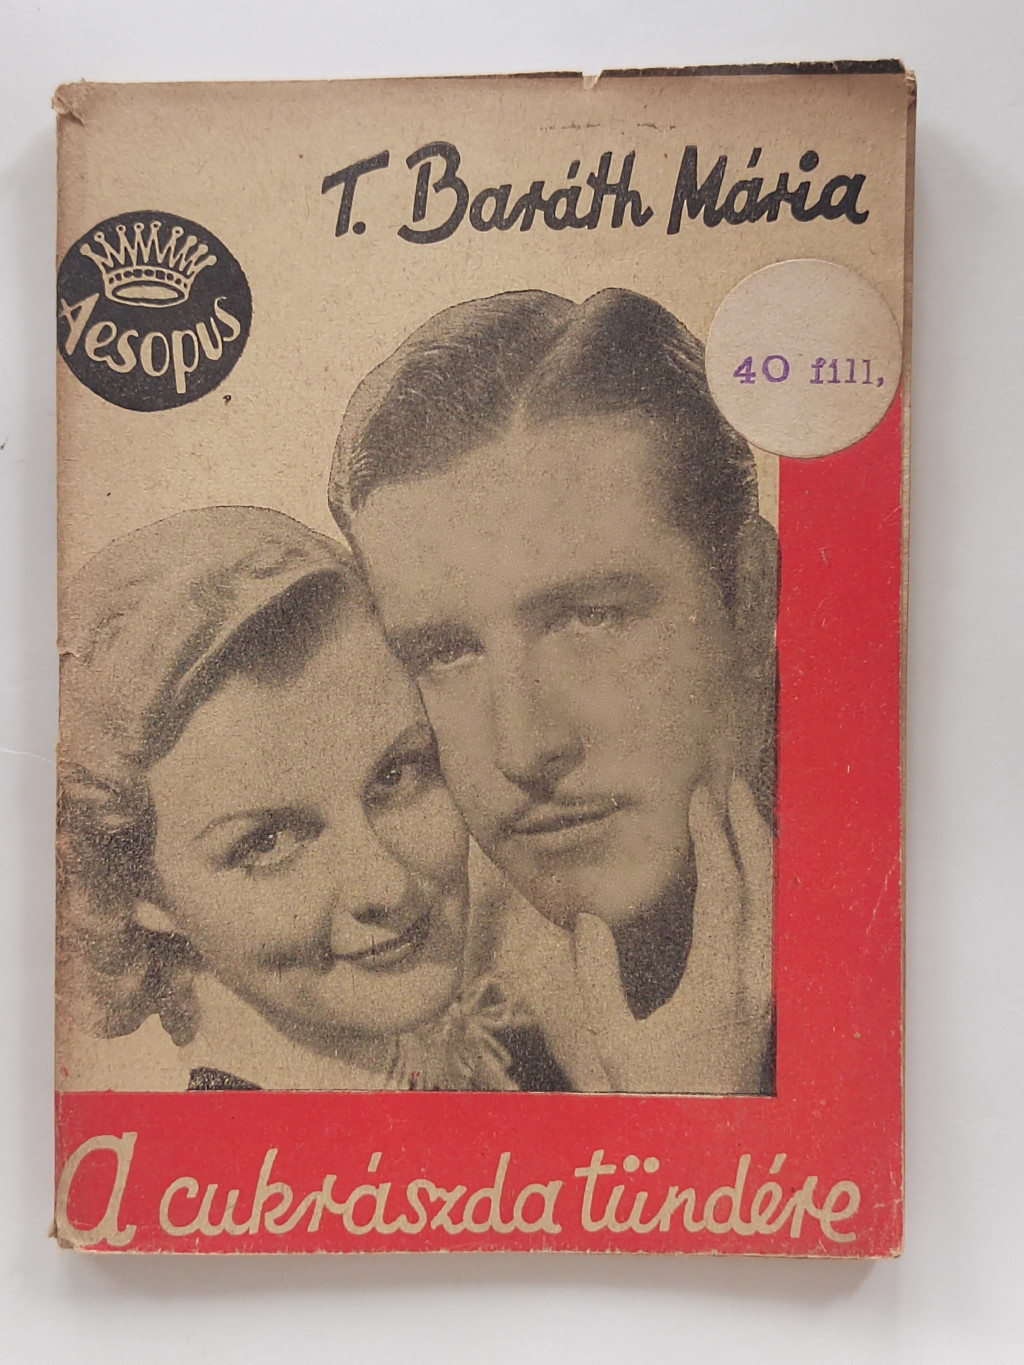 T. Baráth Mária
Aesopus
40 fill,
A cukrászda tündére